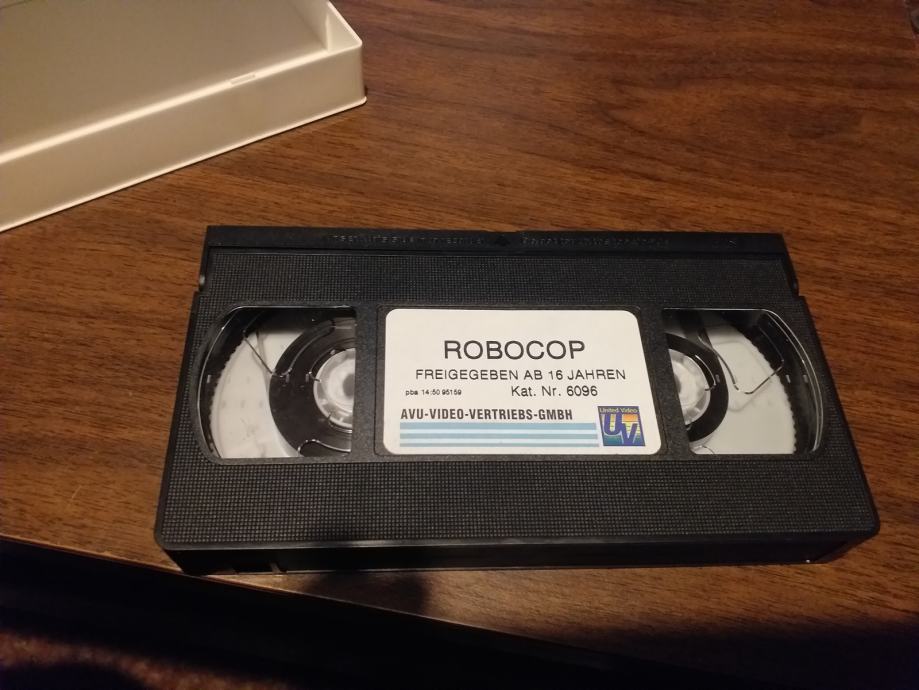 ROBOCOP
FREIGEGEBEN AB 16 JAHREN
pba 14:50 95159 Kat. Nr. 6096
AVU-VIDEO-VERTRIEBS-GMBH
United Video
UV